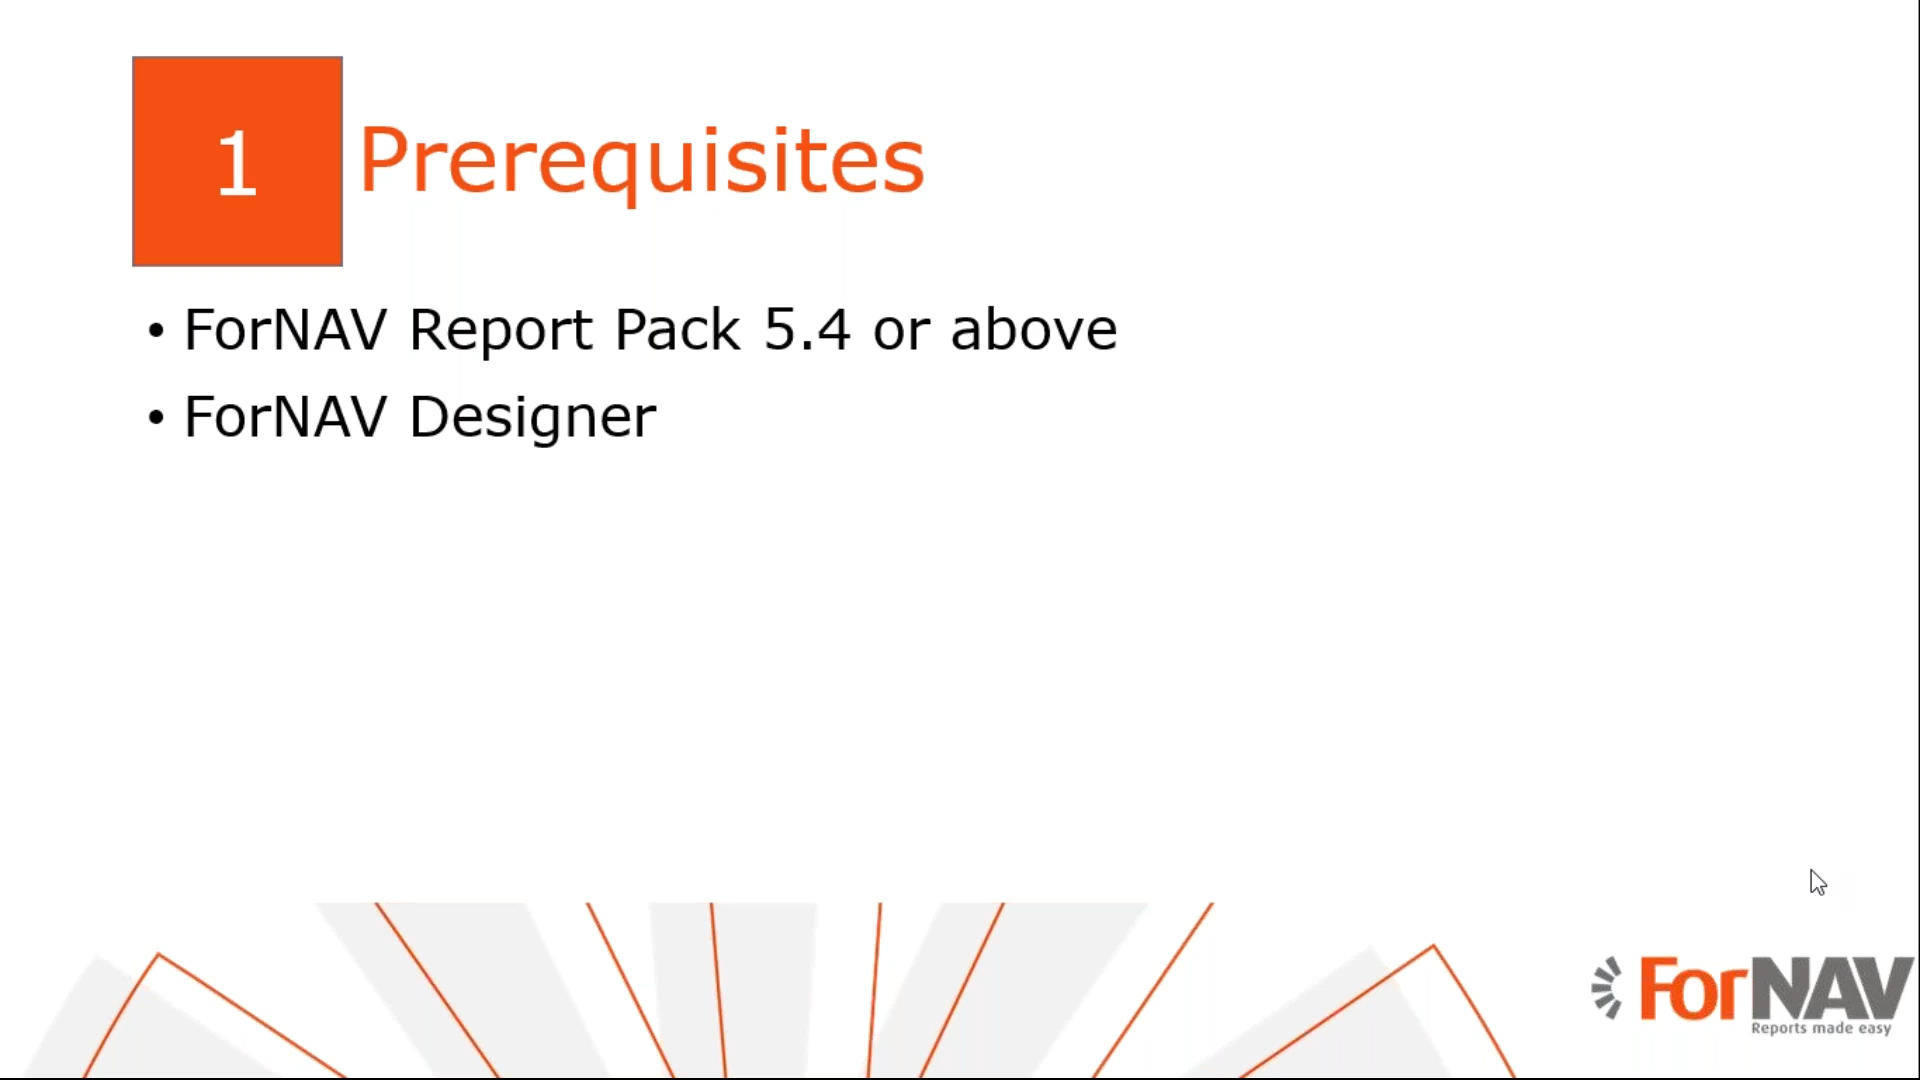 1 Prerequisites
• ForNAV Report Pack 5.4 or above
• ForNAV Designer
ForNAV
Reports made easy